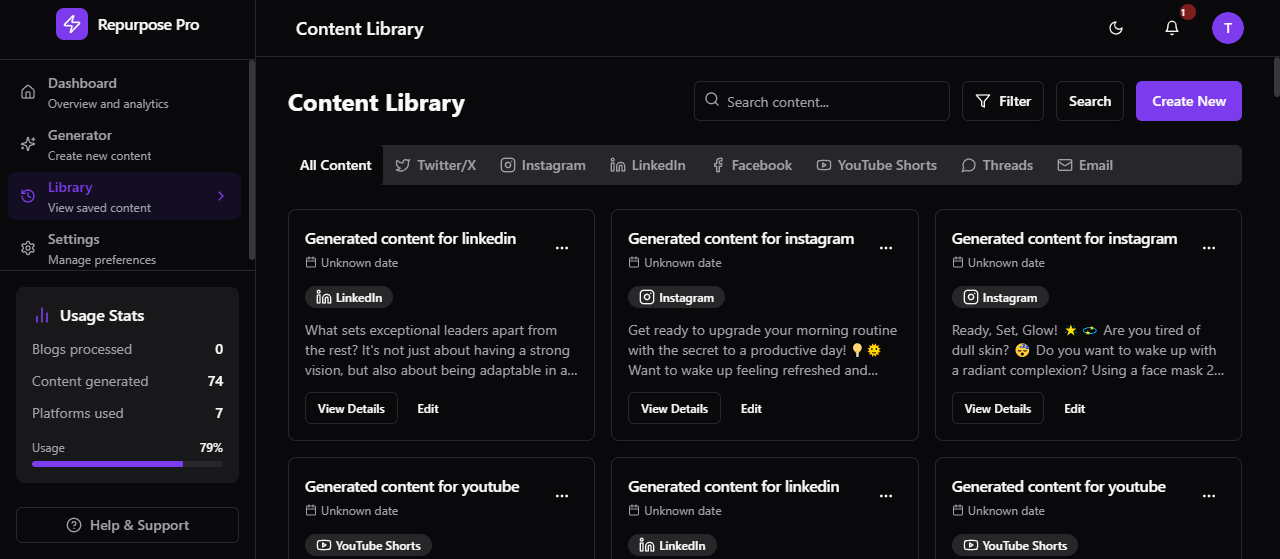 Repurpose Pro
Content Library
1
T
Dashboard
Overview and analytics
Generator
Create new content
Library
View saved content
Settings
Manage preferences
Usage Stats
Blogs processed 0
Content generated 74
Platforms used 7
Usage 79%
Help & Support
Content Library
Search content...
Filter
Search
Create New
All Content Twitter/X Instagram LinkedIn Facebook YouTube Shorts Threads Email
Generated content for linkedin
Unknown date
LinkedIn
What sets exceptional leaders apart from
the rest? It's not just about having a strong
vision, but also about being adaptable in a...
View Details Edit
Generated content for instagram
Unknown date
Instagram
Get ready to upgrade your morning routine
with the secret to a productive day! 💡🌞
Want to wake up feeling refreshed and...
View Details Edit
Generated content for instagram
Unknown date
Instagram
Ready, Set, Glow! ⭐ 💫 Are you tired of
dull skin? 😴 Do you want to wake up with
a radiant complexion? Using a face mask 2...
View Details Edit
Generated content for youtube
Unknown date
YouTube Shorts
Generated content for linkedin
Unknown date
LinkedIn
Generated content for youtube
Unknown date
YouTube Shorts